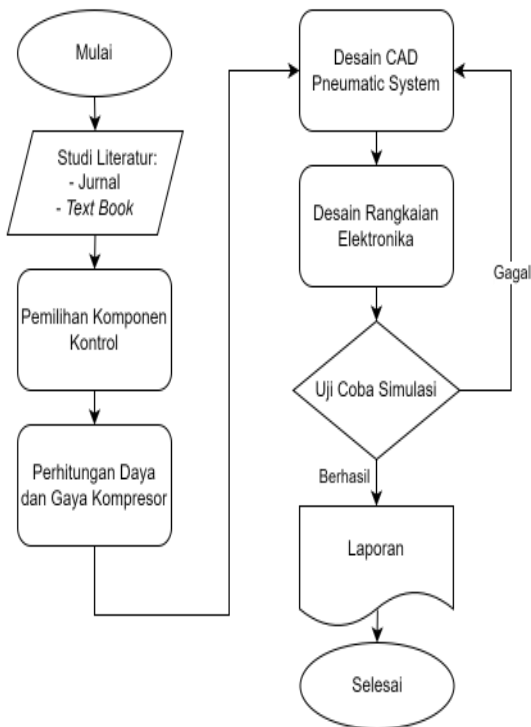 Mulai
Studi Literatur:
- Jurnal
- Text Book
Pemilihan Komponen
Kontrol
Perhitungan Daya
dan Gaya Kompresor
Desain CAD
Pneumatic System
Desain Rangkaian
Elektronika
Uji Coba Simulasi
Gagal
Berhasil
Laporan
Selesai